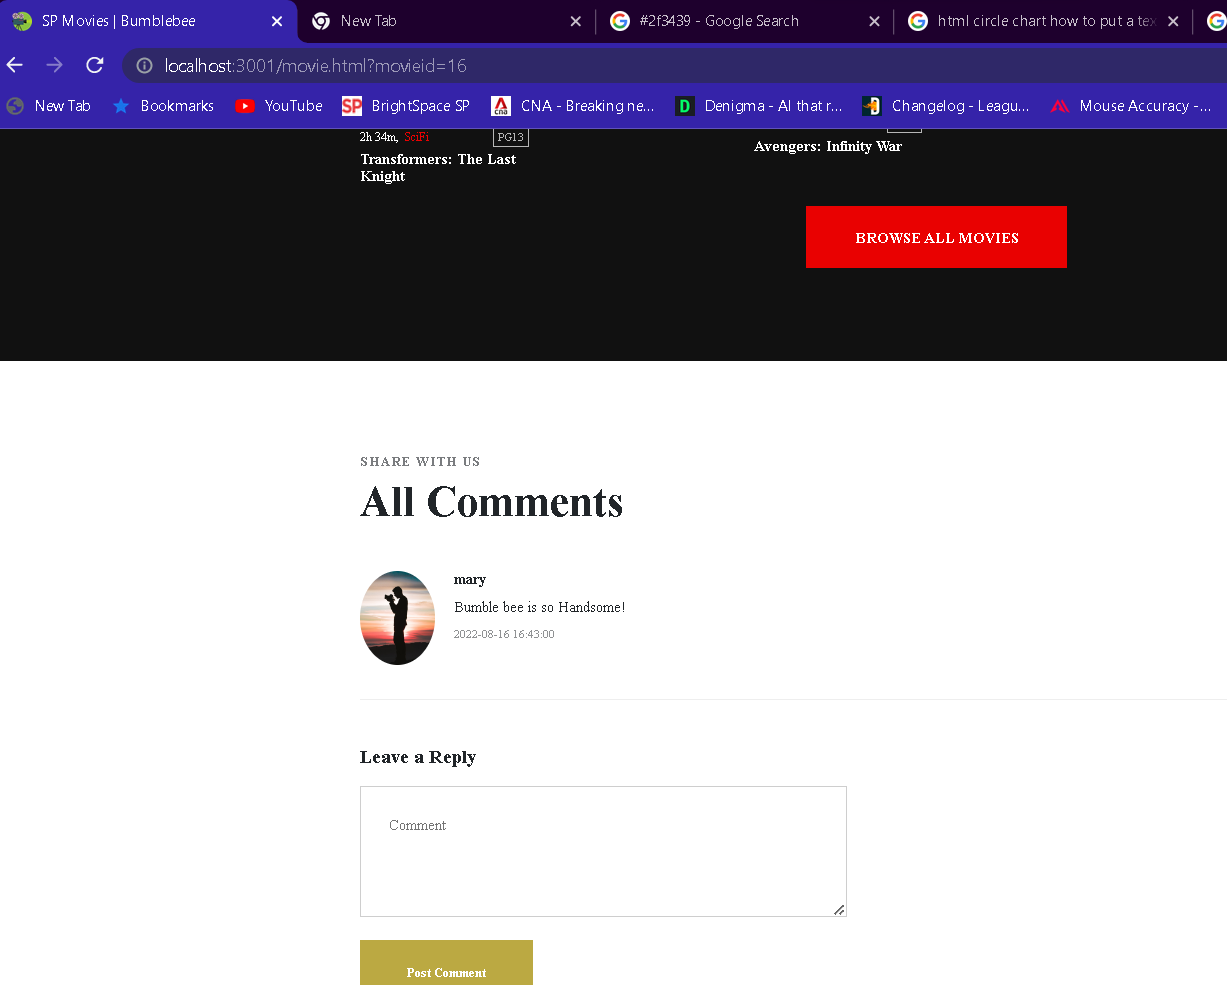 SP Movies | Bumblebee
New Tab
#2f3439 - Google Search
html circle chart how to put a tex
localhost:3001/movie.html?movieid=16
New Tab
Bookmarks
YouTube
SP
BrightSpace SP
CNA
CNA - Breaking ne...
D
Denigma - AI that r...
Changelog - Leagu...
Mouse Accuracy -...
2h 34m, SciFi
PG13
Transformers: The Last
Knight
Avengers: Infinity War
BROWSE ALL MOVIES
SHARE WITH US
All Comments
mary
Bumble bee is so Handsome!
2022-08-16 16:43:00
Leave a Reply
Comment
Post Comment